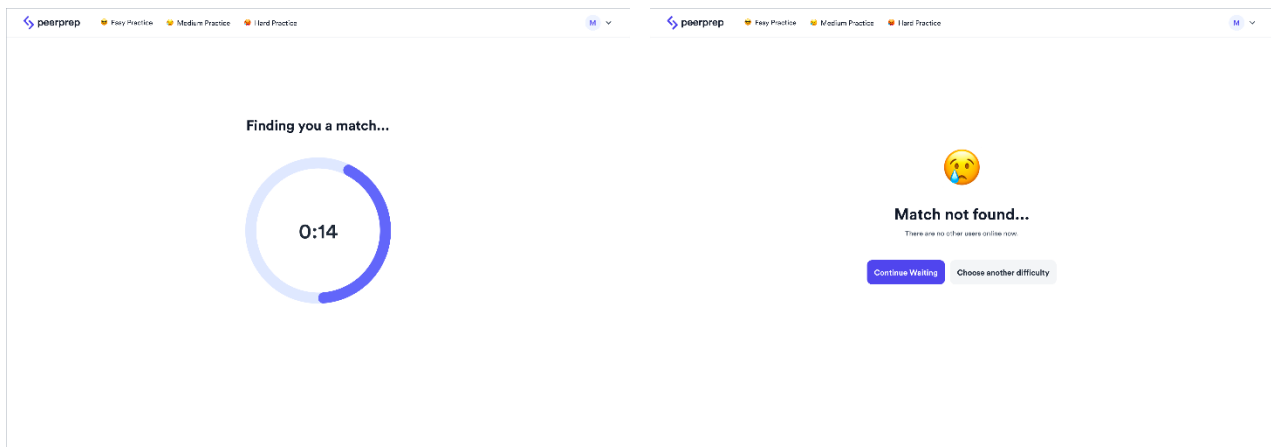 peerprep Easy Practice Medium Practice Hard Practice M
Finding you a match...
0:14
peerprep Easy Practice Medium Practice Hard Practice M
Match not found...
There are no other users online now.
Continue Waiting Choose another difficulty